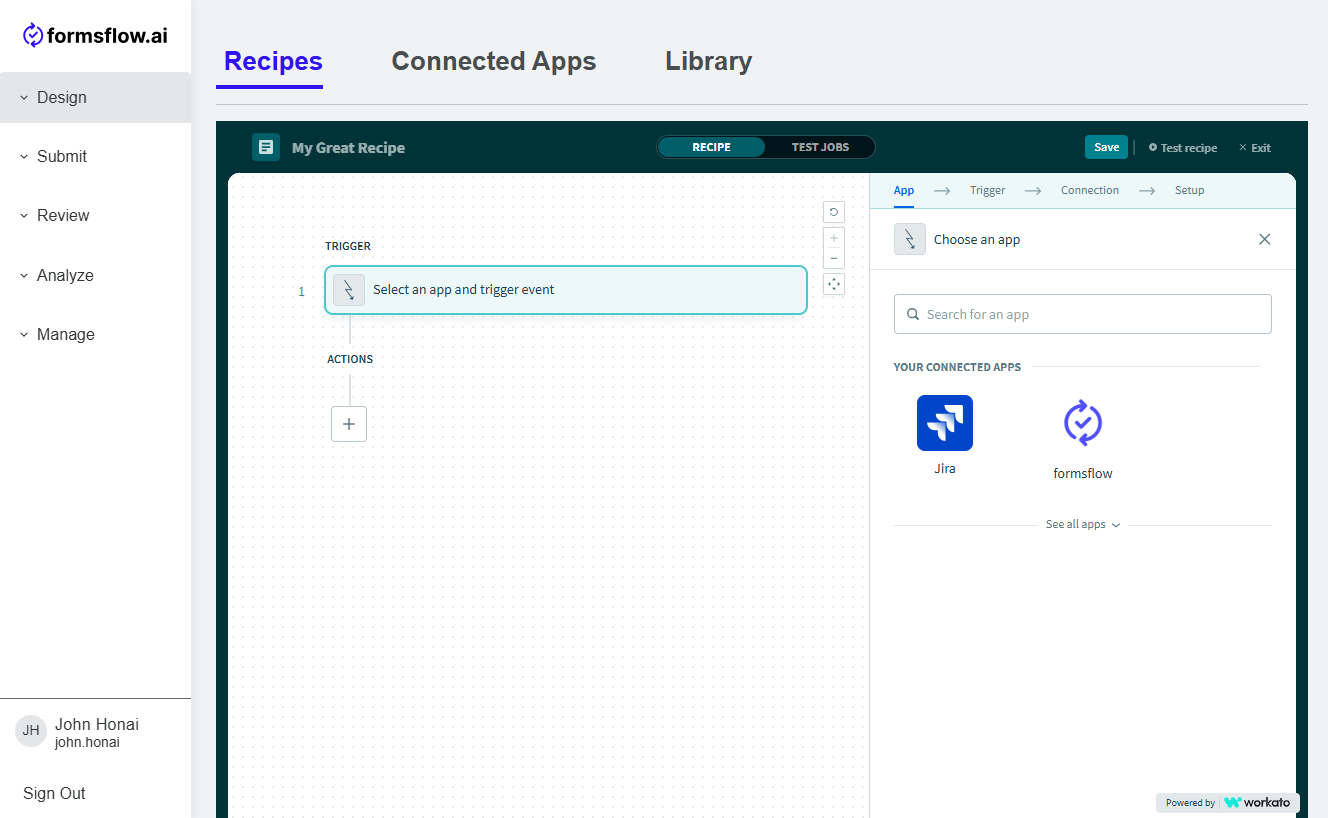 formsflow.ai
Design
Submit
Review
Analyze
Manage
JH
John Honai
john.honai
Sign Out
Recipes
Connected Apps
Library
My Great Recipe
RECIPE
TEST JOBS
Save
Test recipe
Exit
TRIGGER
1
Select an app and trigger event
ACTIONS
App
Trigger
Connection
Setup
Choose an app
Search for an app
YOUR CONNECTED APPS
Jira
formsflow
See all apps
Powered by workato